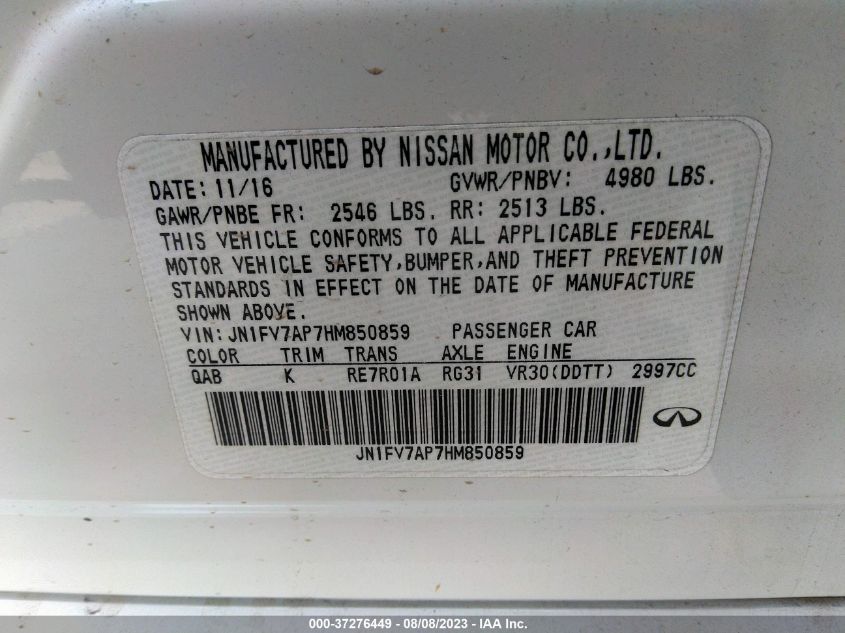 MANUFACTURED BY NISSAN MOTOR CO.,LTD.
DATE: 11/16 GVWR/PNBV: 4980 LBS.
GAWR/PNBE FR: 2546 LBS. RR: 2513 LBS.
THIS VEHICLE CONFORMS TO ALL APPLICABLE FEDERAL
MOTOR VEHICLE SAFETY,BUMPER,AND THEFT PREVENTION
STANDARDS IN EFFECT ON THE DATE OF MANUFACTURE
SHOWN ABOVE.
VIN: JN1FV7AP7HM850859 PASSENGER CAR
COLOR TRIM TRANS AXLE ENGINE
QAB K RE7R01A RG31 VR30(DDTT) 2997CC
JN1FV7AP7HM850859
000-37276449 - 08/08/2023 - IAA Inc.